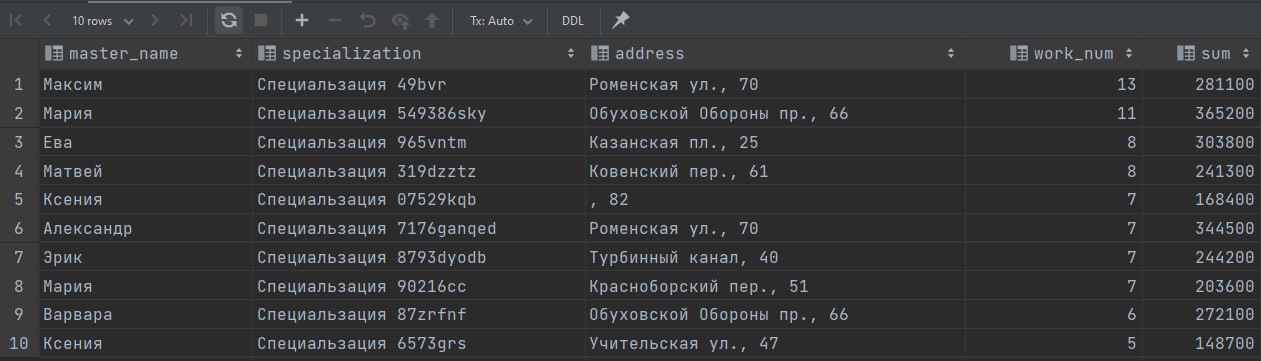 10 rows Tx: Auto DDL
master_name specialization address work_num sum
1 Максим Специальзация 49bvr Роменская ул., 70 13 281100
2 Мария Специальзация 549386sky Обуховской Обороны пр., 66 11 365200
3 Ева Специальзация 965vntm Казанская пл., 25 8 303800
4 Матвей Специальзация 319dzztz Ковенский пер., 61 8 241300
5 Ксения Специальзация 07529kqb , 82 7 168400
6 Александр Специальзация 7176ganqed Роменская ул., 70 7 344500
7 Эрик Специальзация 8793dyodb Турбинный канал, 40 7 244200
8 Мария Специальзация 90216cc Красноборский пер., 51 7 203600
9 Варвара Специальзация 87zrfnf Обуховской Обороны пр., 66 6 272100
10 Ксения Специальзация 6573grs Учительская ул., 47 5 148700